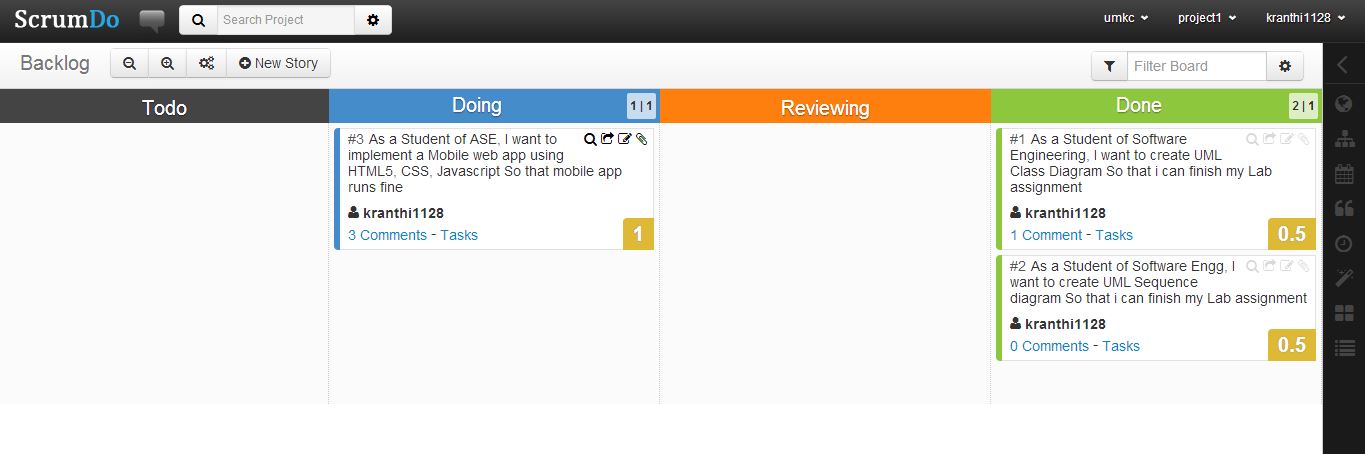 ScrumDo
Search Project
umkc
project1
kranthi1128
Backlog
New Story
Filter Board
Todo
Doing
1 | 1
Reviewing
Done
2 | 1
#3 As a Student of ASE, I want to
implement a Mobile web app using
HTML5, CSS, Javascript So that mobile app
runs fine
kranthi1128
3 Comments - Tasks
1
#1 As a Student of Software
Engineering, I want to create UML
Class Diagram So that i can finish my Lab
assignment
kranthi1128
1 Comment - Tasks
0.5
#2 As a Student of Software Engg, I
want to create UML Sequence
diagram So that i can finish my Lab assignment
kranthi1128
0 Comments - Tasks
0.5